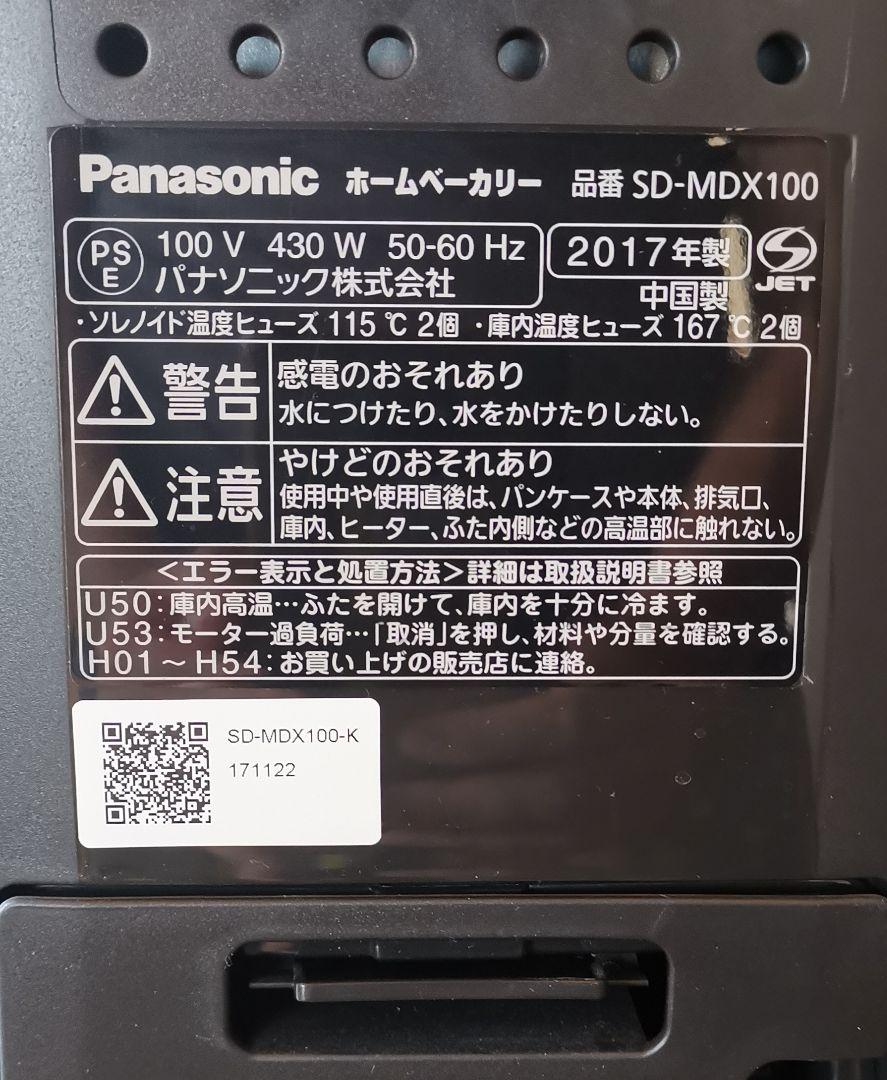 Panasonic ホームベーカリー 品番 SD-MDX100
PS E 100 V 430 W 50-60 Hz 2017年製
パナソニック株式会社 中国製 JET
・ソレノイド温度ヒューズ 115 ℃ 2個 ・庫内温度ヒューズ 167 ℃ 2個
警告 感電のおそれあり
水につけたり、水をかけたりしない。
注意 やけどのおそれあり
使用中や使用直後は、パンケースや本体、排気口、
庫内、ヒーター、ふた内側などの高温部に触れない。
<エラー表示と処置方法>詳細は取扱説明書参照
U50:庫内高温…ふたを開けて、庫内を十分に冷ます。
U53:モーター過負荷…「取消」を押し、材料や分量を確認する。
H01～H54:お買い上げの販売店に連絡。
SD-MDX100-K
171122